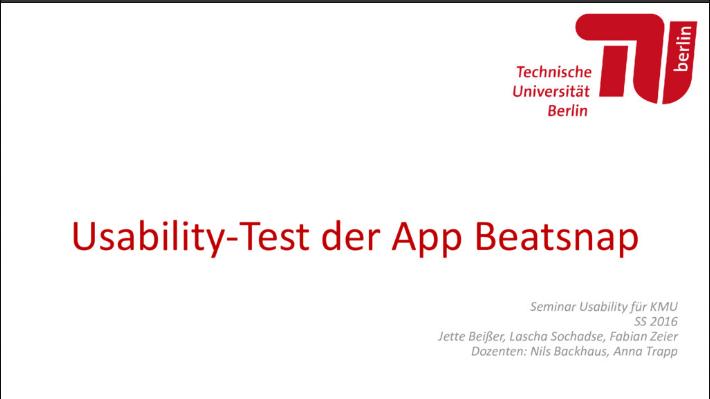 berlin
Technische
Universität
Berlin
Usability-Test der App Beatsnap
Seminar Usability für KMU
SS 2016
Jette Beißer, Lascha Sochadse, Fabian Zeier
Dozenten: Nils Backhaus, Anna Trapp